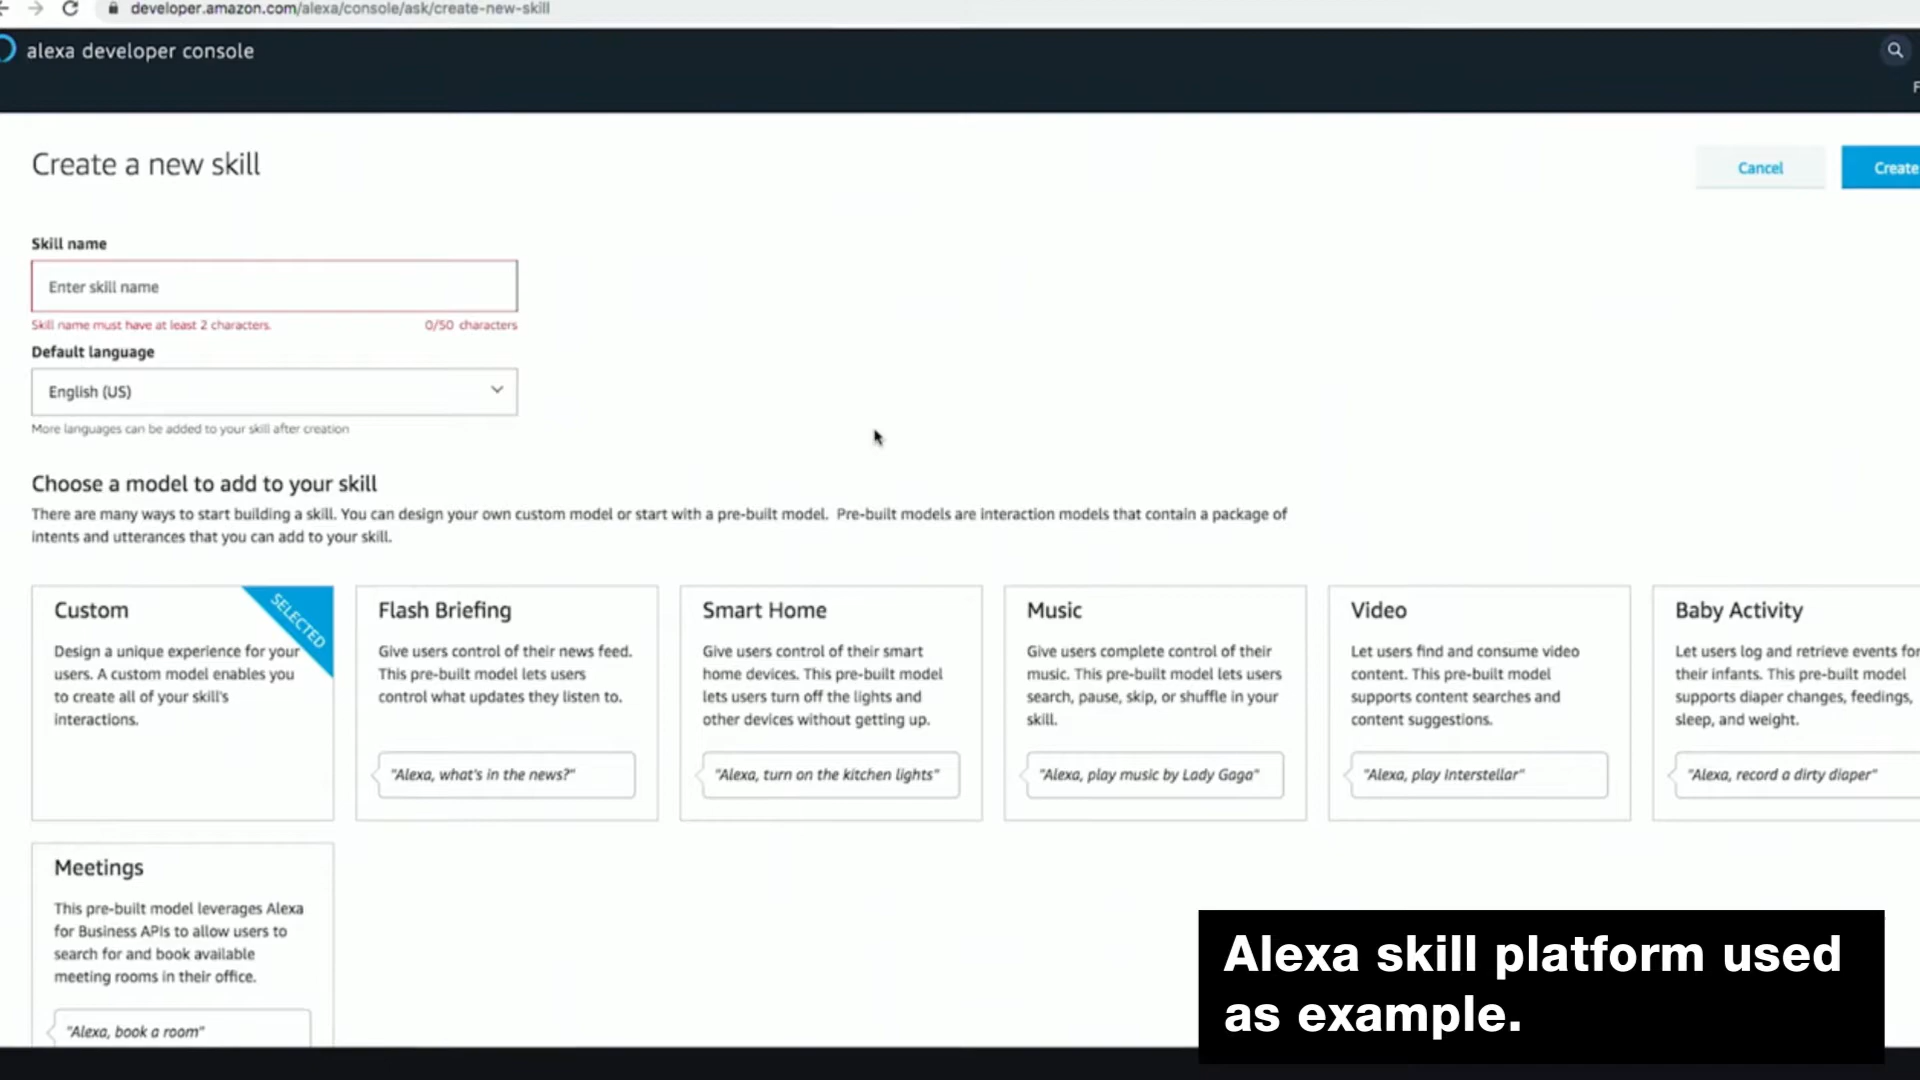 developer.amazon.com/alexa/console/ask/create-new-skill
alexa developer console
F
Create a new skill
Cancel
Create
Skill name
Enter skill name
Skill name must have at least 2 characters.
0/50 characters
Default language
English (US)
More languages can be added to your skill after creation
Choose a model to add to your skill
There are many ways to start building a skill. You can design your own custom model or start with a pre-built model. Pre-built models are interaction models that contain a package of
intents and utterances that you can add to your skill.
Custom
SELECTED
Design a unique experience for your
users. A custom model enables you
to create all of your skill's
interactions.
Flash Briefing
Give users control of their news feed.
This pre-built model lets users
control what updates they listen to.
"Alexa, what's in the news?"
Smart Home
Give users control of their smart
home devices. This pre-built model
lets users turn off the lights and
other devices without getting up.
"Alexa, turn on the kitchen lights"
Music
Give users complete control of their
music. This pre-built model lets users
search, pause, skip, or shuffle in your
skill.
"Alexa, play music by Lady Gaga"
Video
Let users find and consume video
content. This pre-built model
supports content searches and
content suggestions.
"Alexa, play Interstellar"
Baby Activity
Let users log and retrieve events for
their infants. This pre-built model
supports diaper changes, feedings,
sleep, and weight.
"Alexa, record a dirty diaper"
Meetings
This pre-built model leverages Alexa
for Business APIs to allow users to
search for and book available
meeting rooms in their office.
"Alexa, book a room"
Alexa skill platform used
as example.